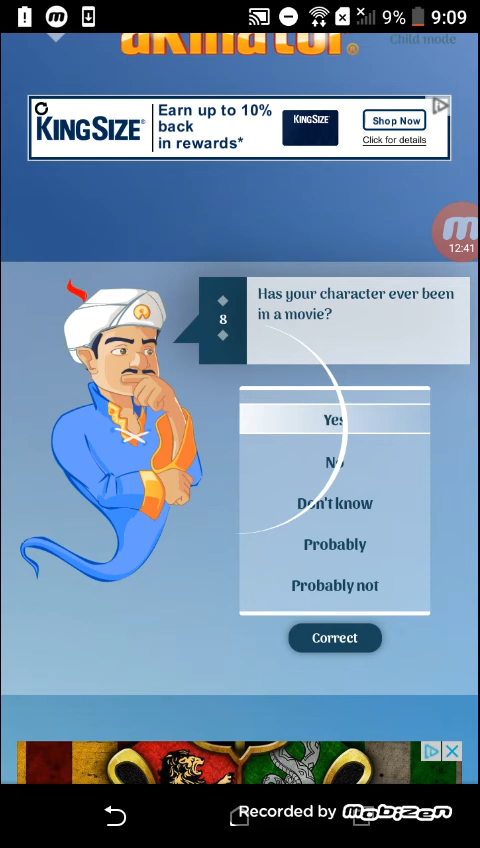 9% 9:09
akinator®
Child mode
KINGSIZE®
Earn up to 10%
back
in rewards*
KINGSIZE
Shop Now
Click for details
12:41
Has your character ever been
in a movie?
8
Yes
No
Don't know
Probably
Probably not
Correct
Recorded by mobizen